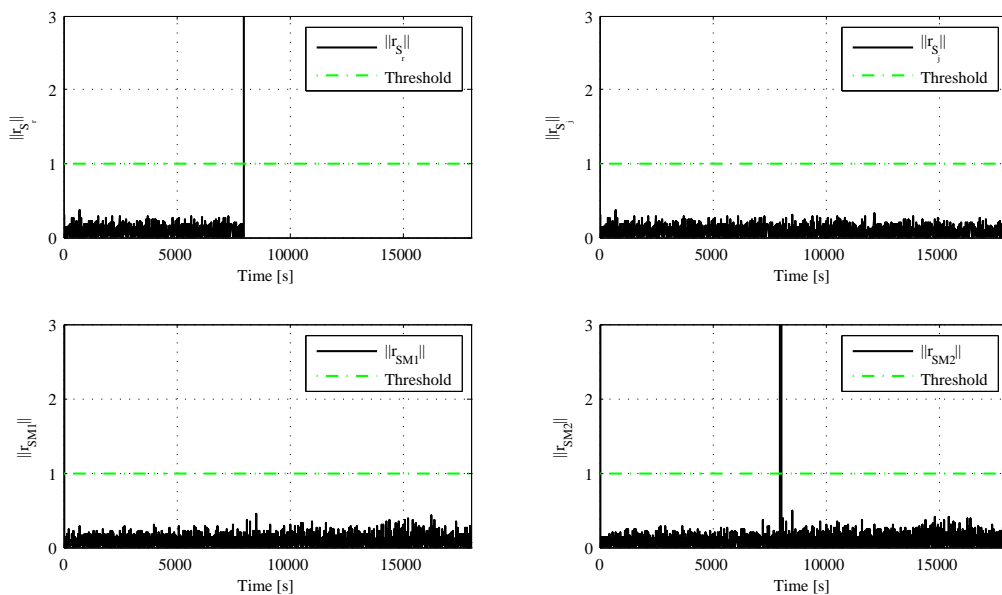 3
2
1
0
||r_{S_r}||
||r_{S_r}||
Threshold
0 5000 10000 15000
Time [s]
3
2
1
0
||r_{S_j}||
||r_{S_j}||
Threshold
0 5000 10000 15000
Time [s]
3
2
1
0
||r_{SM1}||
||r_{SM1}||
Threshold
0 5000 10000 15000
Time [s]
3
2
1
0
||r_{SM2}||
||r_{SM2}||
Threshold
0 5000 10000 15000
Time [s]